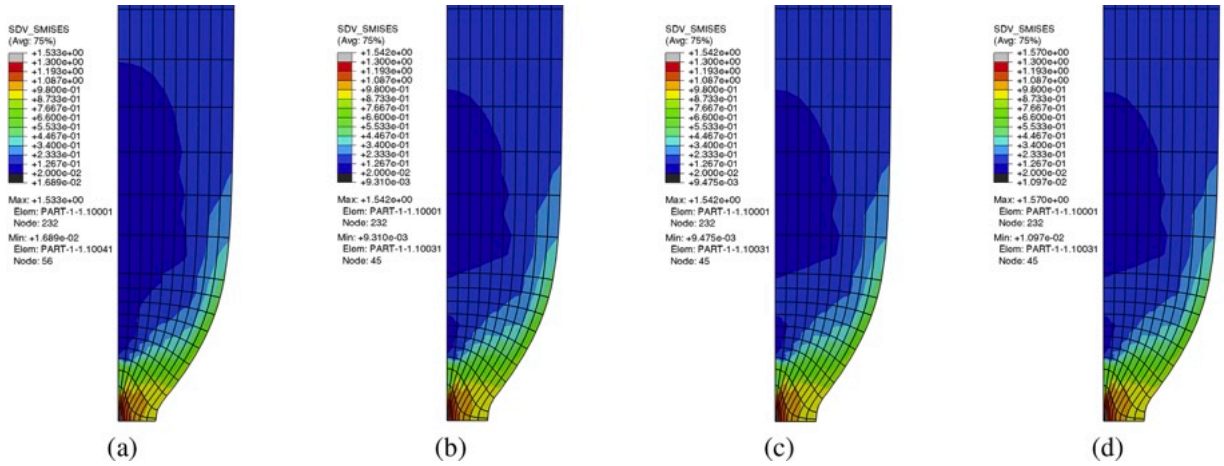 SDV_SMISES
(Avg: 75%)
+1.533e+00
+1.300e+00
+1.193e+00
+1.087e+00
+9.800e-01
+8.733e-01
+7.667e-01
+6.600e-01
+5.533e-01
+4.467e-01
+3.400e-01
+2.333e-01
+1.267e-01
+2.000e-02
+1.689e-02
Max: +1.533e+00
Elem: PART-1-1.10001
Node: 232
Min: +1.689e-02
Elem: PART-1-1.10041
Node: 56
(a)
SDV_SMISES
(Avg: 75%)
+1.542e+00
+1.300e+00
+1.193e+00
+1.087e+00
+9.800e-01
+8.733e-01
+7.667e-01
+6.600e-01
+5.533e-01
+4.467e-01
+3.400e-01
+2.333e-01
+1.267e-01
+2.000e-02
+9.310e-03
Max: +1.542e+00
Elem: PART-1-1.10001
Node: 232
Min: +9.310e-03
Elem: PART-1-1.10031
Node: 45
(b)
SDV_SMISES
(Avg: 75%)
+1.542e+00
+1.300e+00
+1.193e+00
+1.087e+00
+9.800e-01
+8.733e-01
+7.667e-01
+6.600e-01
+5.533e-01
+4.467e-01
+3.400e-01
+2.333e-01
+1.267e-01
+2.000e-02
+9.475e-03
Max: +1.542e+00
Elem: PART-1-1.10001
Node: 232
Min: +9.475e-03
Elem: PART-1-1.10031
Node: 45
(c)
SDV_SMISES
(Avg: 75%)
+1.570e+00
+1.300e+00
+1.193e+00
+1.087e+00
+9.800e-01
+8.733e-01
+7.667e-01
+6.600e-01
+5.533e-01
+4.467e-01
+3.400e-01
+2.333e-01
+1.267e-01
+2.000e-02
+1.097e-02
Max: +1.570e+00
Elem: PART-1-1.10001
Node: 232
Min: +1.097e-02
Elem: PART-1-1.10031
Node: 45
(d)